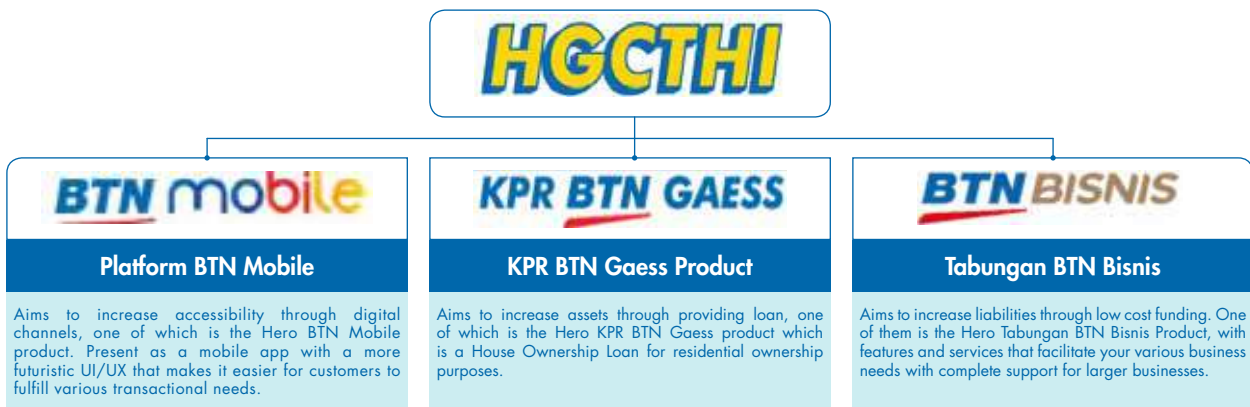 HGCTHI
BTN mobile
Platform BTN Mobile
Aims to increase accessibility through digital
channels, one of which is the Hero BTN Mobile
product. Present as a mobile app with a more
futuristic UI/UX that makes it easier for customers to
fulfill various transactional needs.
KPR BTN GAESS
KPR BTN Gaess Product
Aims to increase assets through providing loan, one
of which is the Hero KPR BTN Gaess product which
is a House Ownership Loan for residential ownership
purposes.
BTN BISNIS
Tabungan BTN Bisnis
Aims to increase liabilities through low cost funding. One
of them is the Hero Tabungan BTN Bisnis Product, with
features and services that facilitate your various business
needs with complete support for larger businesses.